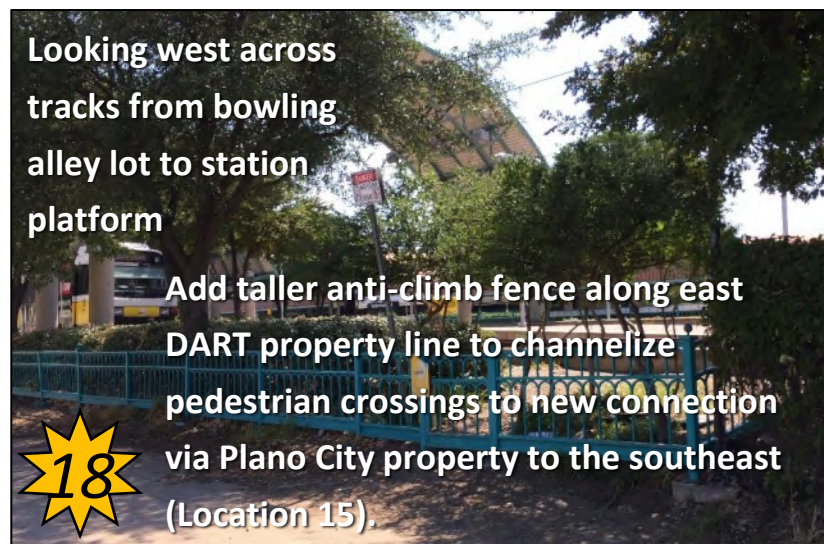 Looking west across
tracks from bowling
alley lot to station
platform
DANGER
Add taller anti-climb fence along east
DART property line to channelize
pedestrian crossings to new connection
via Plano City property to the southeast
(Location 15).
18